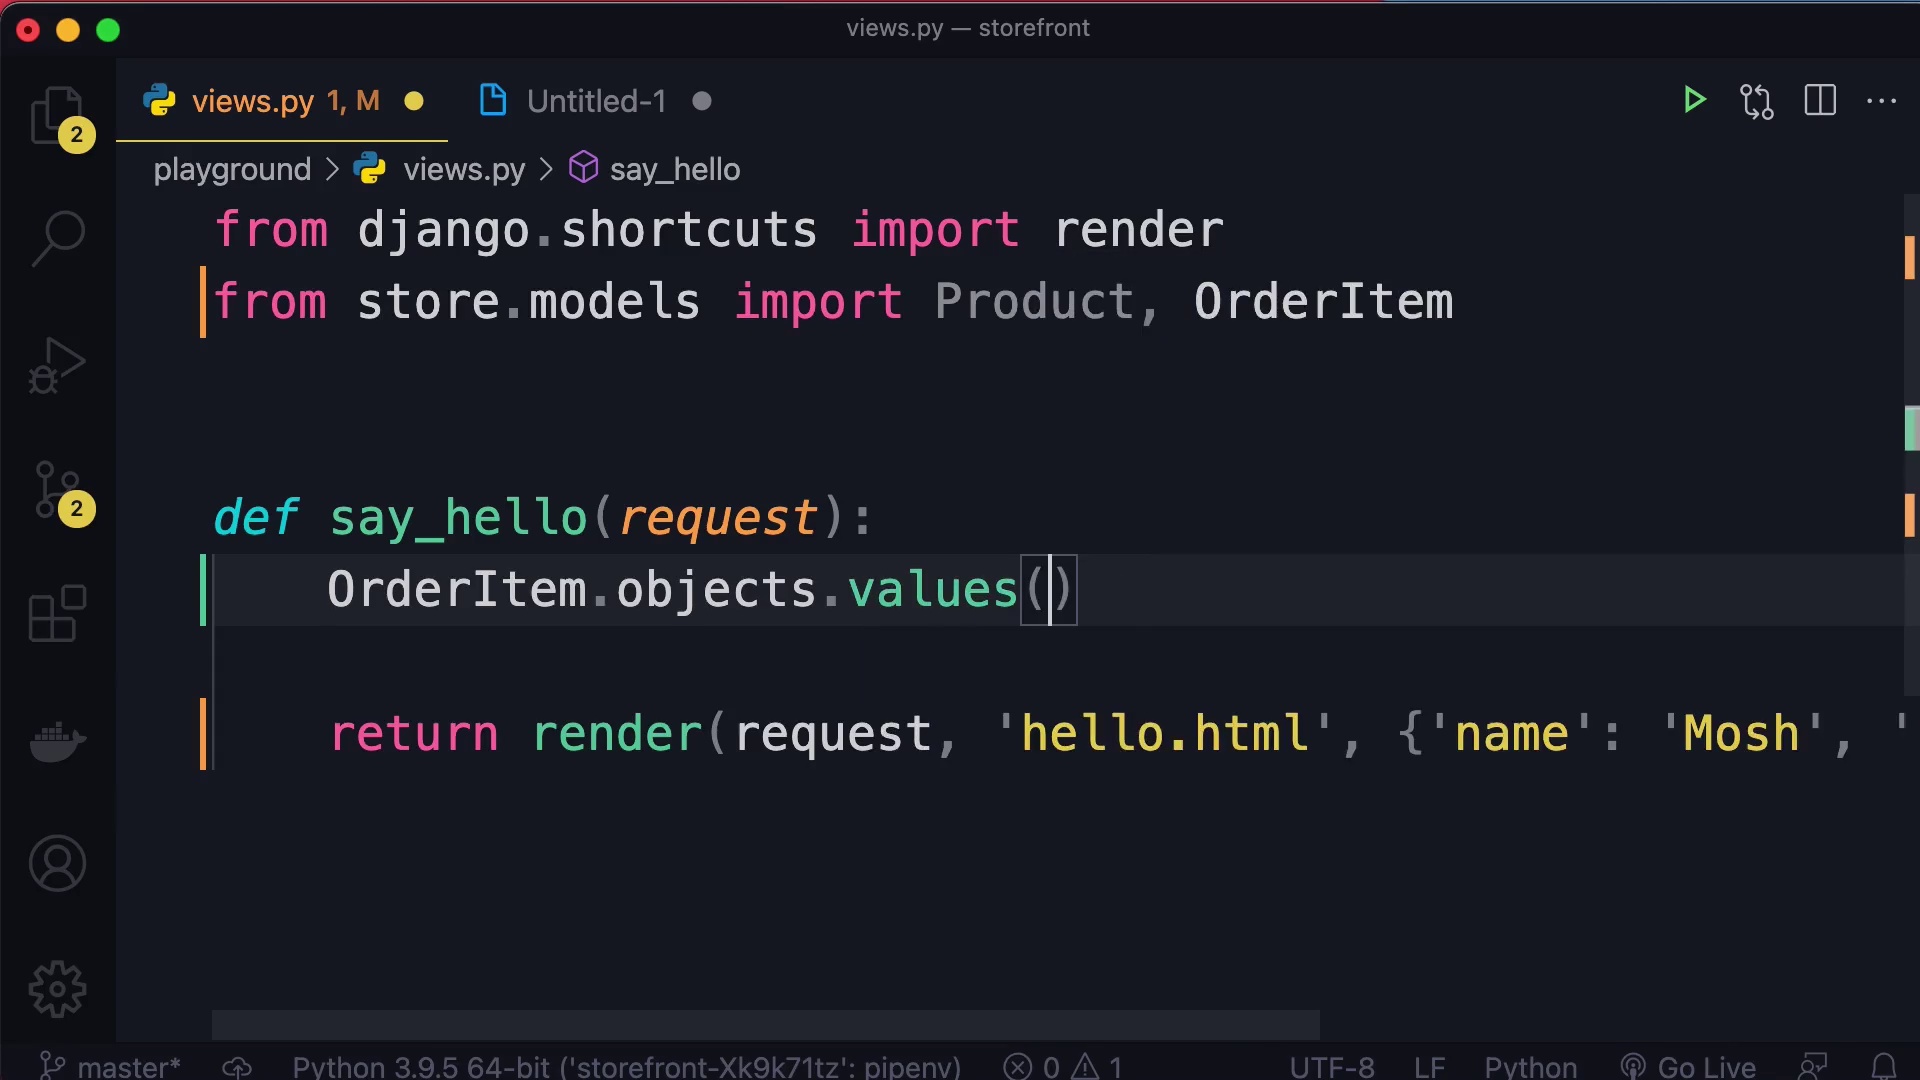 views.py — storefront
views.py 1, M
Untitled-1
2
playground > views.py > say_hello
from django.shortcuts import render
from store.models import Product, OrderItem
def say_hello(request):
2
OrderItem.objects.values()
return render(request, 'hello.html', {'name': 'Mosh', '
master* Python 3.9.5 64-bit ('storefront-Xk9k71tz': pipenv) 0 1 UTF-8 LF Python Go Live